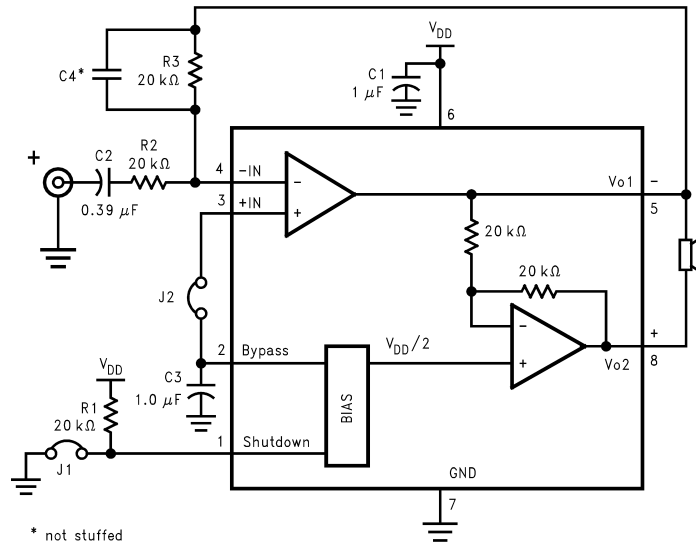 V_DD
C4*
R3
20 kΩ
C1
1 µF
6
+
C2
R2
20 kΩ
0.39 µF
4
-IN
3
+IN
−
+
Vo1
−
5
20 kΩ
20 kΩ
J2
2
Bypass
V_DD/2
−
+
+
8
Vo2
C3
1.0 µF
V_DD
R1
20 kΩ
BIAS
1
Shutdown
J1
GND
7
* not stuffed